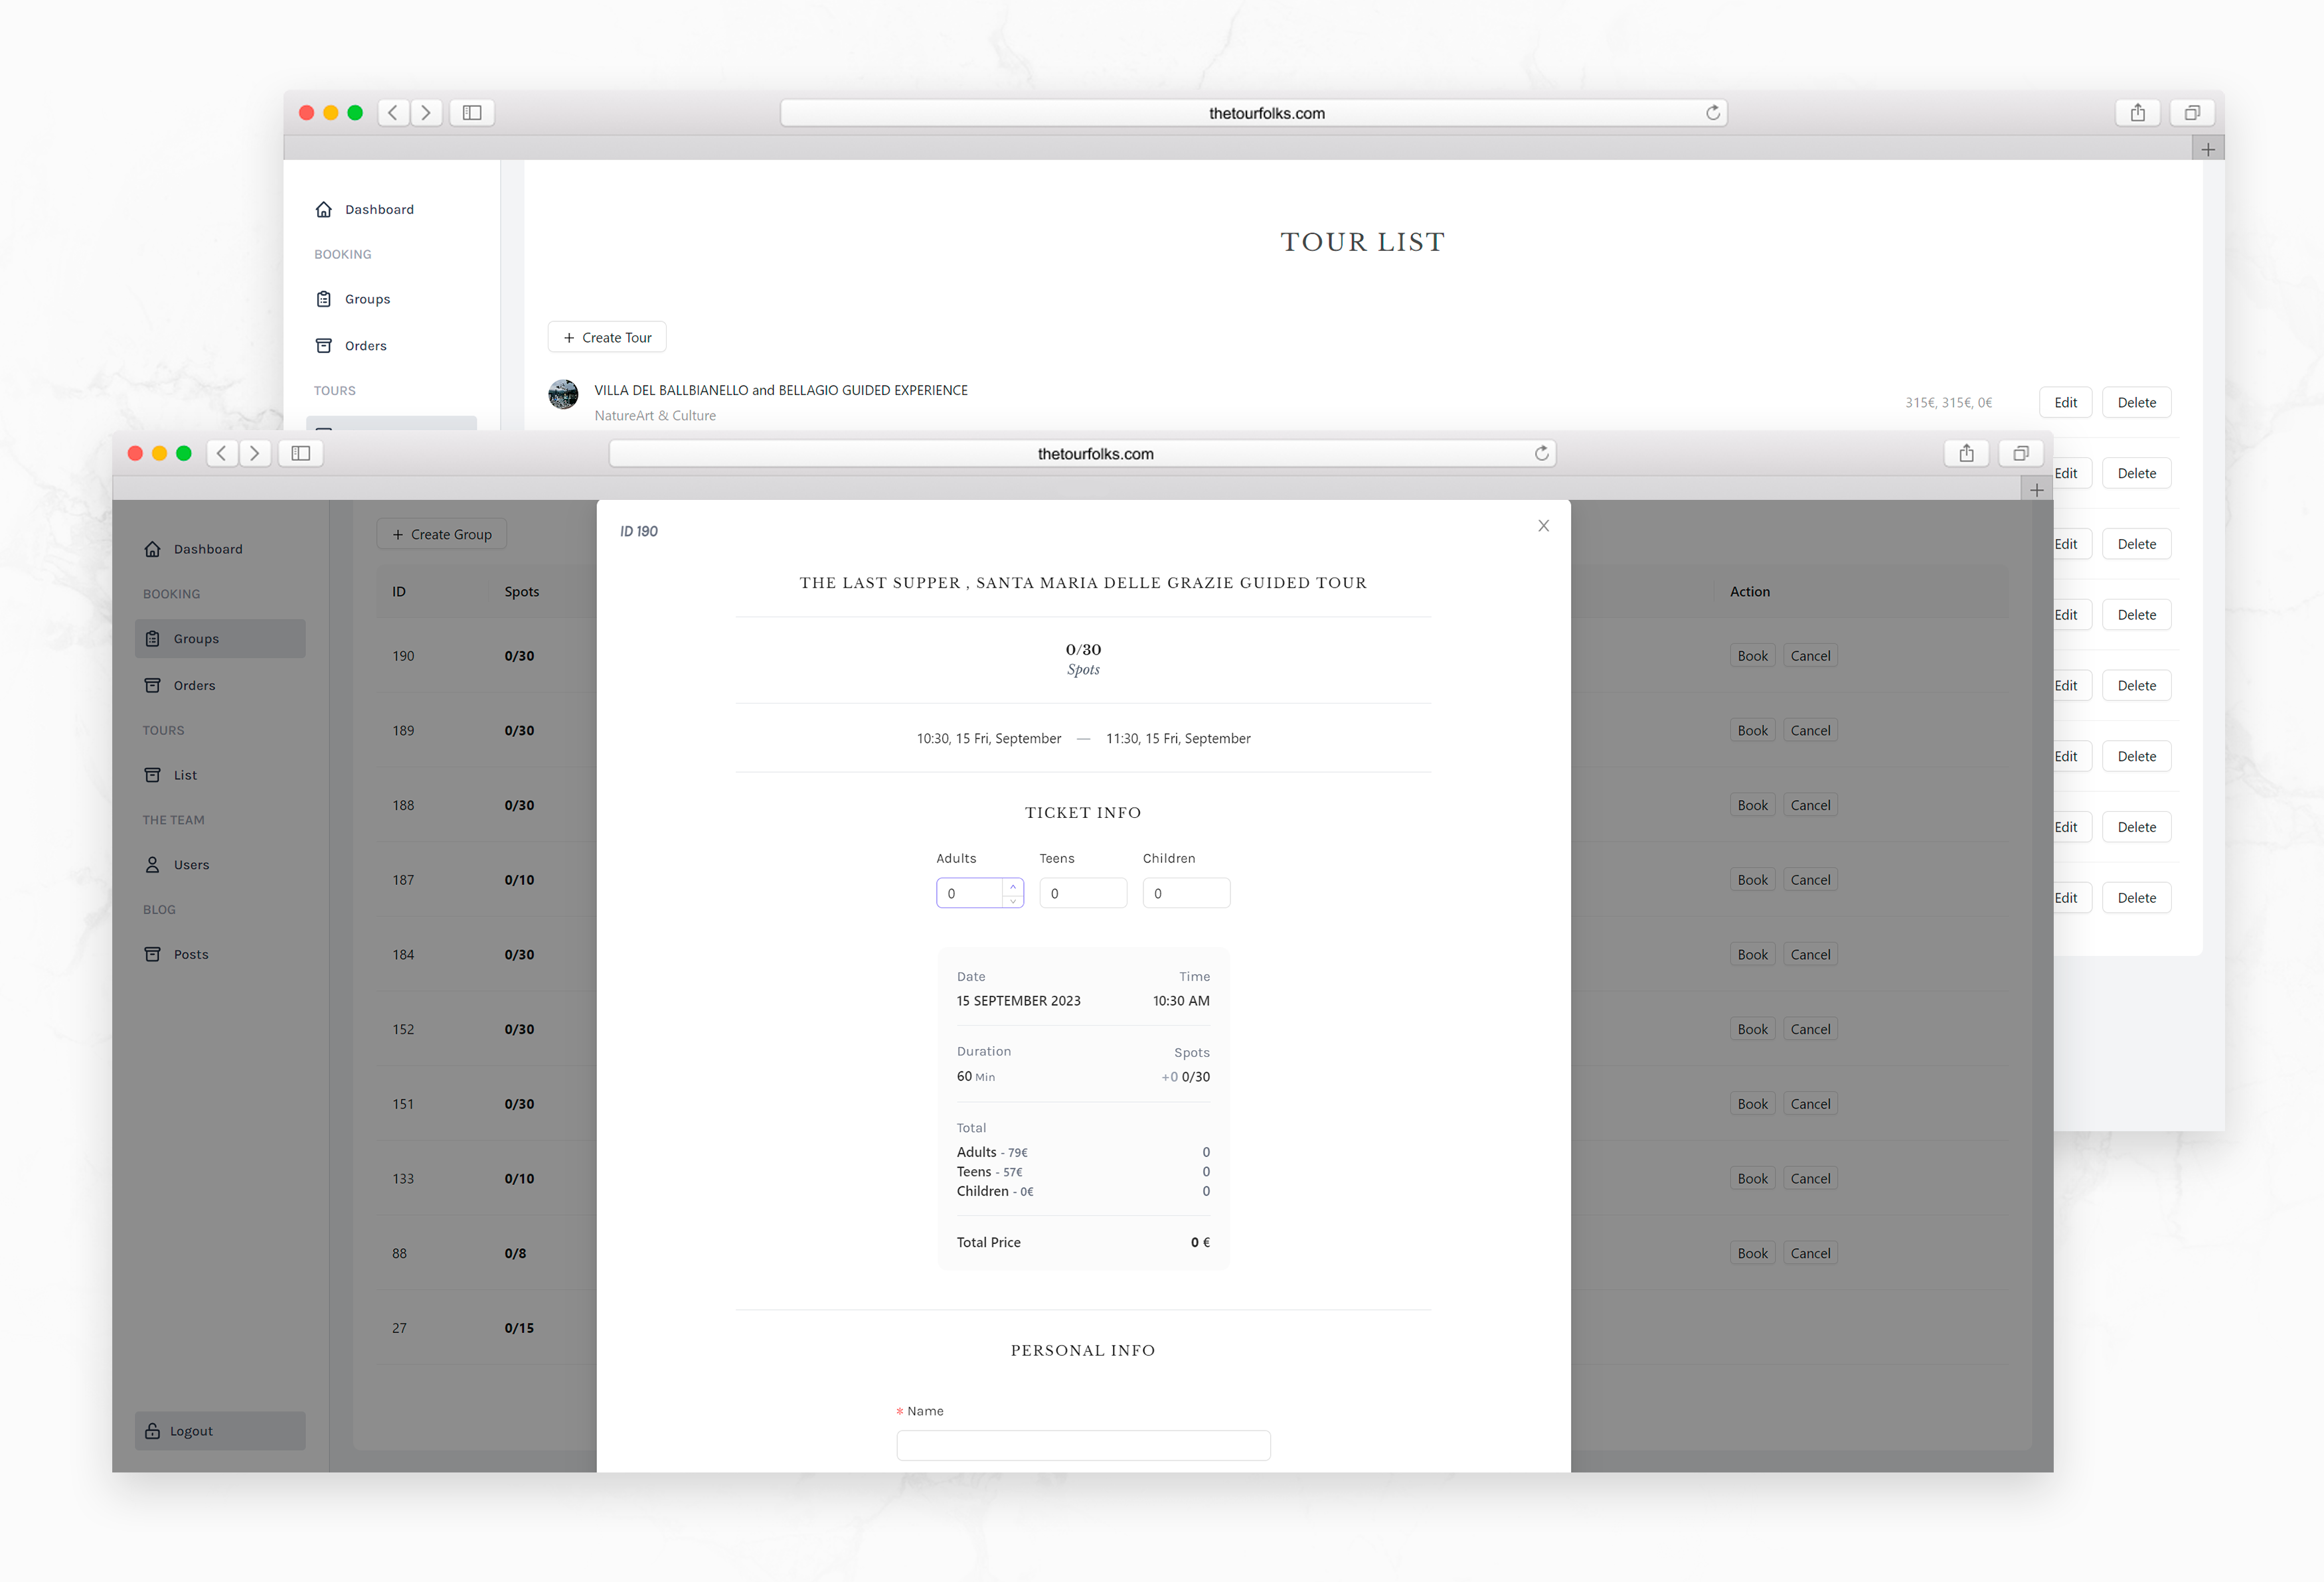 thetourfolks.com
Dashboard
BOOKING
Groups
Orders
TOURS
TOUR LIST
Create Tour
VILLA DEL BALLBIANELLO and BELLAGIO GUIDED EXPERIENCE
NatureArt & Culture
315€, 315€, 0€
Edit Delete
Edit Delete
Edit Delete
Edit Delete
Edit Delete
Edit Delete
Edit Delete
Edit Delete
thetourfolks.com
Dashboard
BOOKING
Groups
Orders
TOURS
List
THE TEAM
Users
BLOG
Posts
Logout
Create Group
ID Spots Action
190 0/30 Book Cancel
189 0/30 Book Cancel
188 0/30 Book Cancel
187 0/10 Book Cancel
184 0/30 Book Cancel
152 0/30 Book Cancel
151 0/30 Book Cancel
133 0/10 Book Cancel
88 0/8 Book Cancel
27 0/15
ID 190
THE LAST SUPPER , SANTA MARIA DELLE GRAZIE GUIDED TOUR
0/30
Spots
10:30, 15 Fri, September — 11:30, 15 Fri, September
TICKET INFO
Adults Teens Children
0 0 0
Date Time
15 SEPTEMBER 2023 10:30 AM
Duration Spots
60 Min +0 0/30
Total
Adults - 79€ 0
Teens - 57€ 0
Children - 0€ 0
Total Price 0 €
PERSONAL INFO
* Name